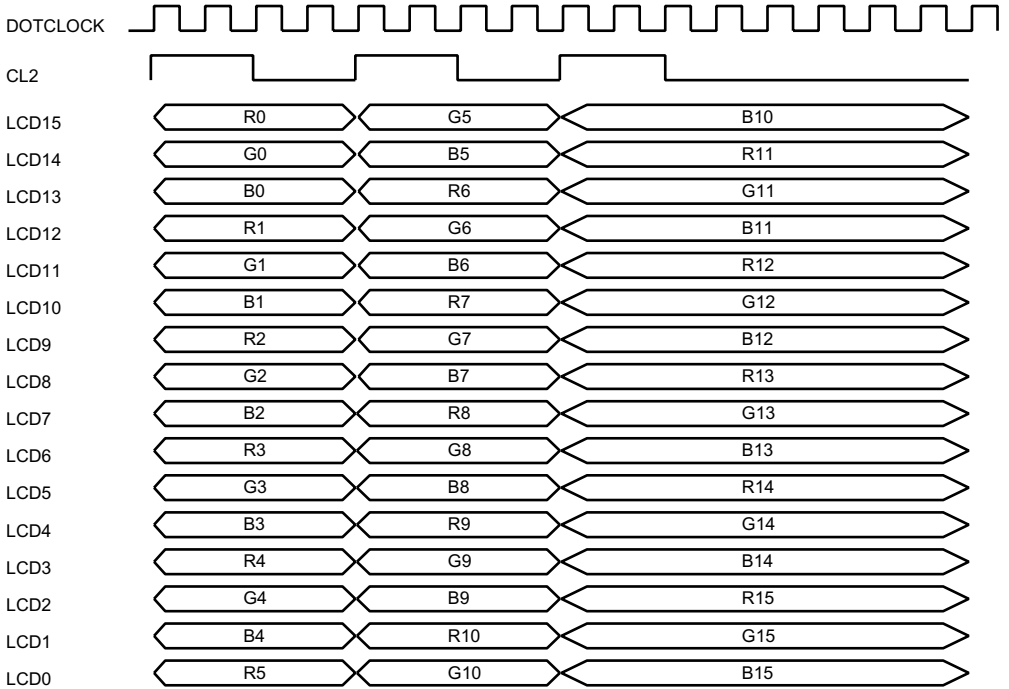 DOTCLOCK
CL2
LCD15 R0 G5 B10
LCD14 G0 B5 R11
LCD13 B0 R6 G11
LCD12 R1 G6 B11
LCD11 G1 B6 R12
LCD10 B1 R7 G12
LCD9 R2 G7 B12
LCD8 G2 B7 R13
LCD7 B2 R8 G13
LCD6 R3 G8 B13
LCD5 G3 B8 R14
LCD4 B3 R9 G14
LCD3 R4 G9 B14
LCD2 G4 B9 R15
LCD1 B4 R10 G15
LCD0 R5 G10 B15